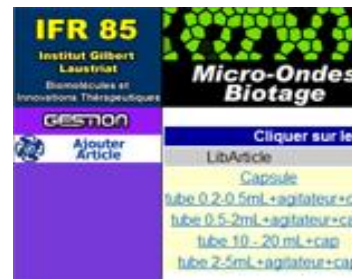 IFR 85
Institut Gilbert
Laustriat
Biomolécules et
Innovations Thérapeutiques
GESTION
Ajouter
Article
Micro-Ondes
Biotage
Cliquer sur le
LibArticle
Capsule
tube 0.2-0.5mL+agitateur+c
tube 0.5-2mL+agitateur+ca
tube 10 - 20 mL+cap
tube 2-5mL+agitateur+cap